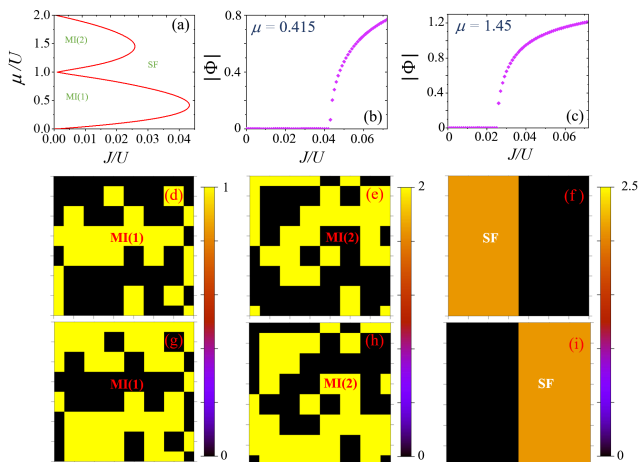 (a)
2.0
1.5
1.0
0.5
0.0
μ/U
MI(2)
SF
MI(1)
0.00 0.01 0.02 0.03 0.04
J/U
μ = 0.415
0.8
0.4
0.0
|Φ|
(b)
0 0.02 0.04 0.06
J/U
μ = 1.45
1.2
0.8
0.4
0
|Φ|
(c)
0 0.02 0.04 0.06
J/U
(d)
MI(1)
1
(e)
MI(2)
2
(f)
SF
2.5
(g)
MI(1)
0
(h)
MI(2)
0
(i)
SF
0